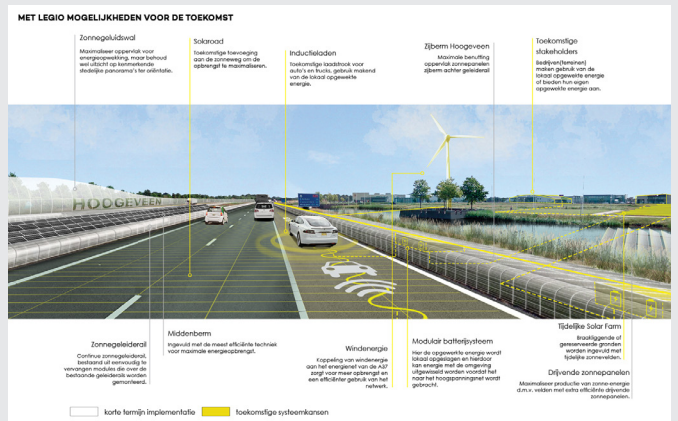 MET LEGIO MOGELIJKHEDEN VOOR DE TOEKOMST
Zonnegeluidswal
Maximaliseer oppervlak voor
energieopwekking, maar behoud
wel uitzicht op kenmerkende
stedelijke panorama's ter oriëntatie.
Solaroad
Toekomstige toevoeging
aan de zonneweg om de
opbrengst te maximaliseren.
Inductieladen
Toekomstige laadstrook voor
auto's en trucks, gebruik makend
van de lokaal opgewekte
energie.
Zijberm Hoogeveen
Maximale benutting
oppervlak zonnepanelen
zijberm achter geleiderail
Toekomstige
stakeholders
Bedrijven(terreinen)
maken gebruik van de
lokaal opgewekte energie
of bieden hun eigen
opgewekte energie aan.
HOOGEVEEN
Zonnegeleiderail
Continue zonnegeleiderail,
bestaand uit eenvoudig te
vervangen modules die over de
bestaande geleiderails worden
gemonteerd.
Middenberm
Ingevuld met de meest efficiënte techniek
voor maximale energieopbrengst.
Windenergie
Koppeling van windenergie
aan het energienet van de A37
zorgt voor meer opbrengst en
een efficiënter gebruik van het
netwerk.
Modulair batterijsysteem
Hier de opgewekte energie wordt
lokaal opgeslagen en hierdoor
kan energie met de omgeving
uitgewisseld worden voordat het
naar het hoogspanningsnet wordt
gebracht.
Tijdelijke Solar Farm
Braakliggende of
gereserveerde gronden
worden ingevuld met
tijdelijke zonnevelden.
Drijvende zonnepanelen
Maximaliseer productie van zonne-energie
d.m.v. velden met extra efficiënte drijvende
zonnepanelen.
korte termijn implementatie
toekomstige systeemkansen